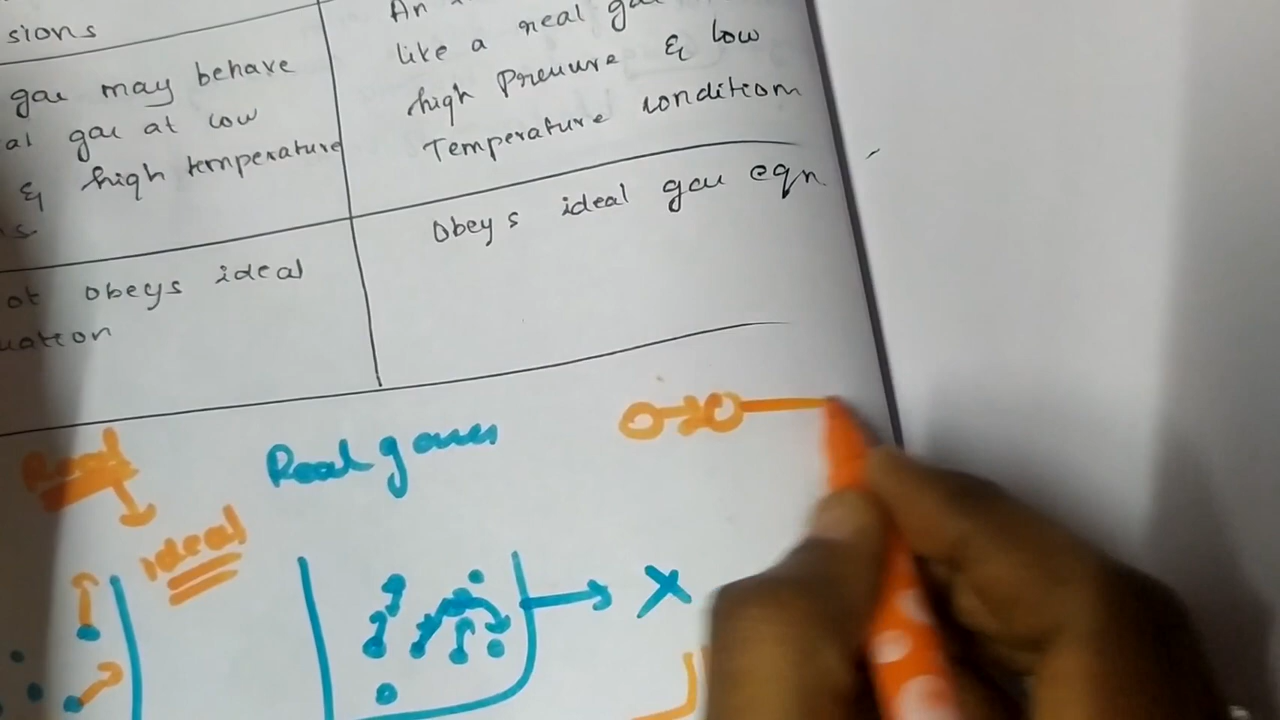 sions
gas may behave
al gas at low
& high temperature
s
ot obeys ideal
uation
An
like a real ga
high Pressure & low
Temperature condition
Obeys ideal gas eqn
Real
ideal
Real gases